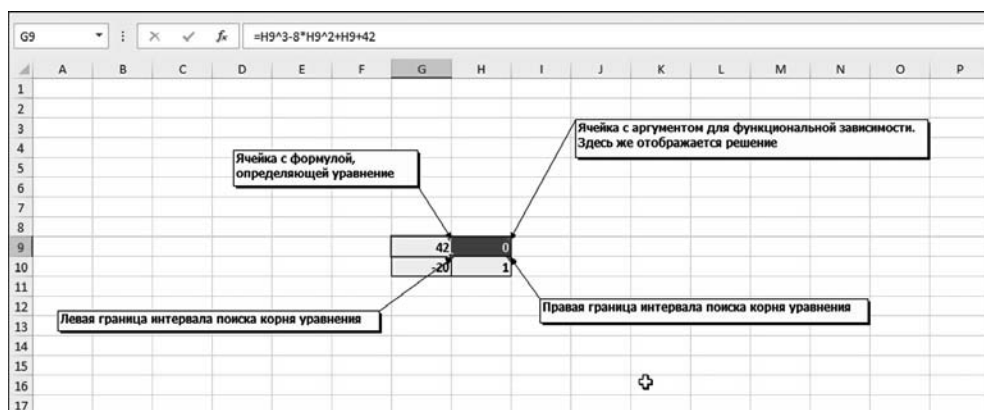 G9 =H9^3-8*H9^2+H9+42
A B C D E F G H I J K L M N O P
1
2
3
Ячейка с аргументом для функциональной зависимости.
Здесь же отображается решение
4
5
Ячейка с формулой,
определяющей уравнение
6
7
8
9 42 0
10 -20 1
11
12
Правая граница интервала поиска корня уравнения
13
Левая граница интервала поиска корня уравнения
14
15
16
17